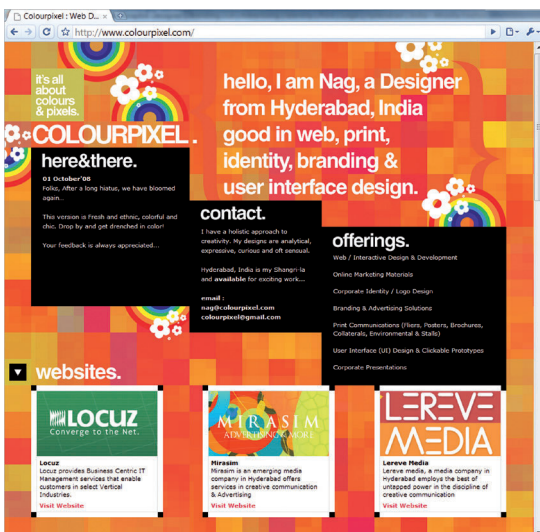 Colourpixel : Web D...
http://www.colourpixel.com/
it's all
about
colours
& pixels.
COLOURPIXEL.
hello, I am Nag, a Designer
from Hyderabad, India
good in web, print,
identity, branding &
user interface design.
here&there.
01 October'08
Folks, After a long hiatus, we have bloomed
again...
This version is Fresh and ethnic, colorful and
chic. Drop by and get drenched in color!
Your feedback is always appreciated...
contact.
I have a holistic approach to
creativity. My designs are analytical,
expressive, curious and oft sensual.
Hyderabad, India is my Shangri-la
and available for exciting work...
email :
nag@colourpixel.com
colourpixel@gmail.com
offerings.
Web / Interactive Design & Development
Online Marketing Materials
Corporate Identity / Logo Design
Branding & Advertising Solutions
Print Communications (Fliers, Posters, Brochures,
Collaterals, Environmental & Stalls)
User Interface (UI) Design & Clickable Prototypes
Corporate Presentations
websites.
LOCUZ
Converge to the Net.
Locuz
Locuz provides Business Centric IT
Management services that enable
customers in select Vertical
Industries.
Visit Website
MIRASIM
ADVERTISING & MORE
Mirasim
Mirasim is an emerging media
company in Hyderabad offers
services in creative communication
& Advertising
Visit Website
LEREVE
MEDIA
Lereve Media
Lereve media, a media company in
Hyderabad employs the best of
untapped power in the discipline of
creative communication
Visit Website